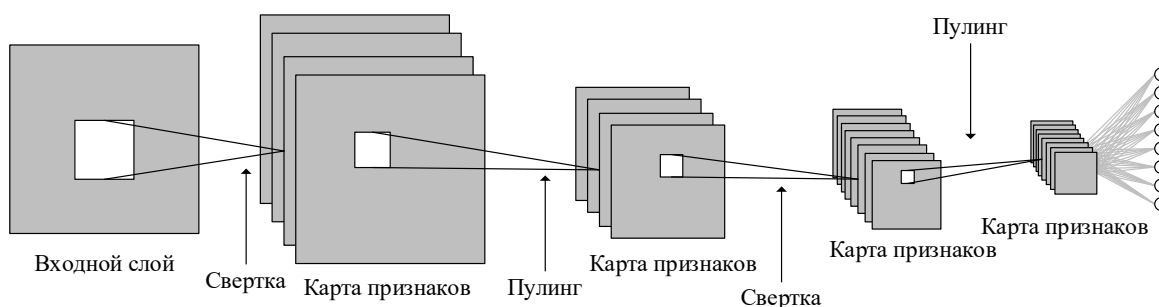 Пулинг
Входной слой
Свертка
Карта признаков
Пулинг
Карта признаков
Свертка
Карта признаков
Карта признаков